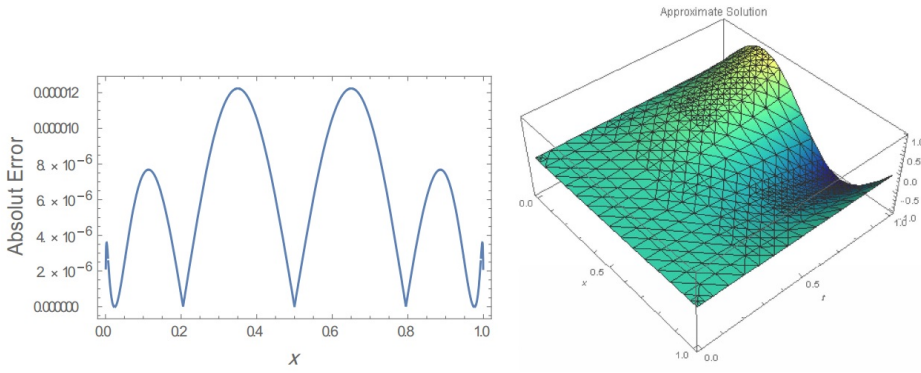 Approximate Solution
0.000012
0.000010
8. × 10⁻⁶
6. × 10⁻⁶
4. × 10⁻⁶
2. × 10⁻⁶
0.000000
Absolut Error
0.0 0.2 0.4 0.6 0.8 1.0
x
1.0
0.5
0.0
-0.5
-1.0
0.0
0.5
1.0
x
0.0
0.5
1.0
t